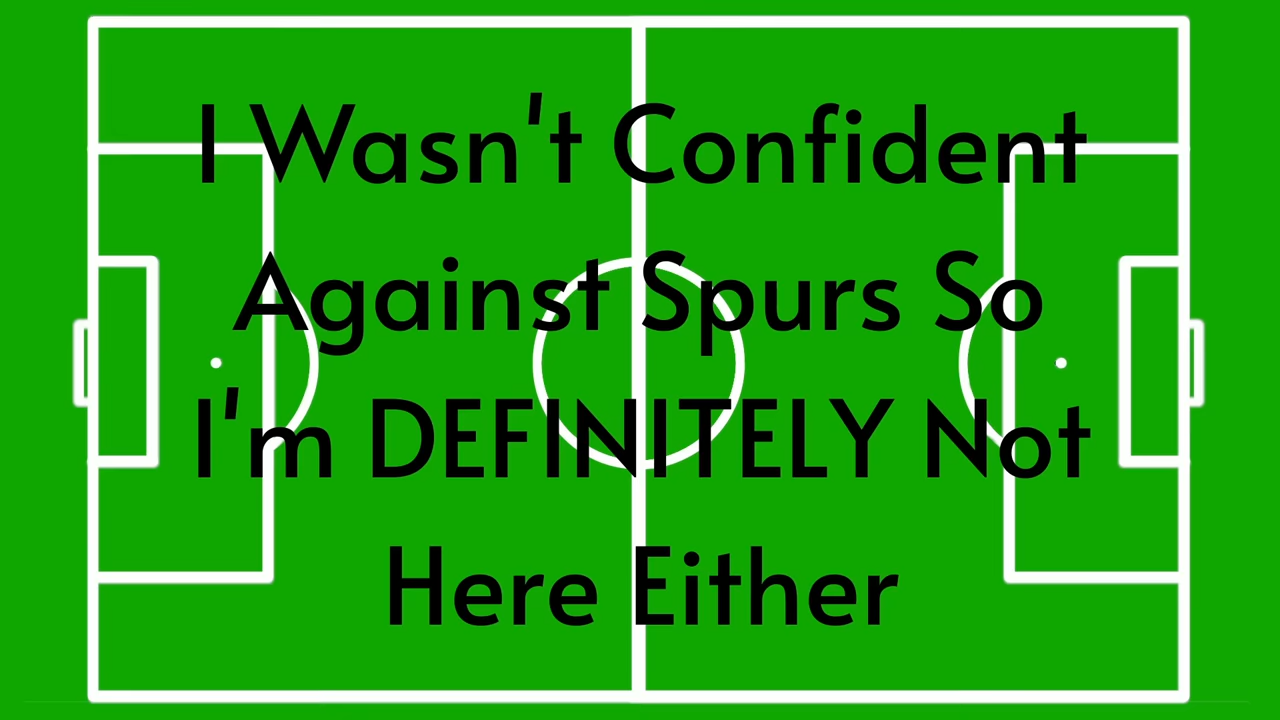 I Wasn't Confident
Against Spurs So
I'm DEFINITELY Not
Here Either